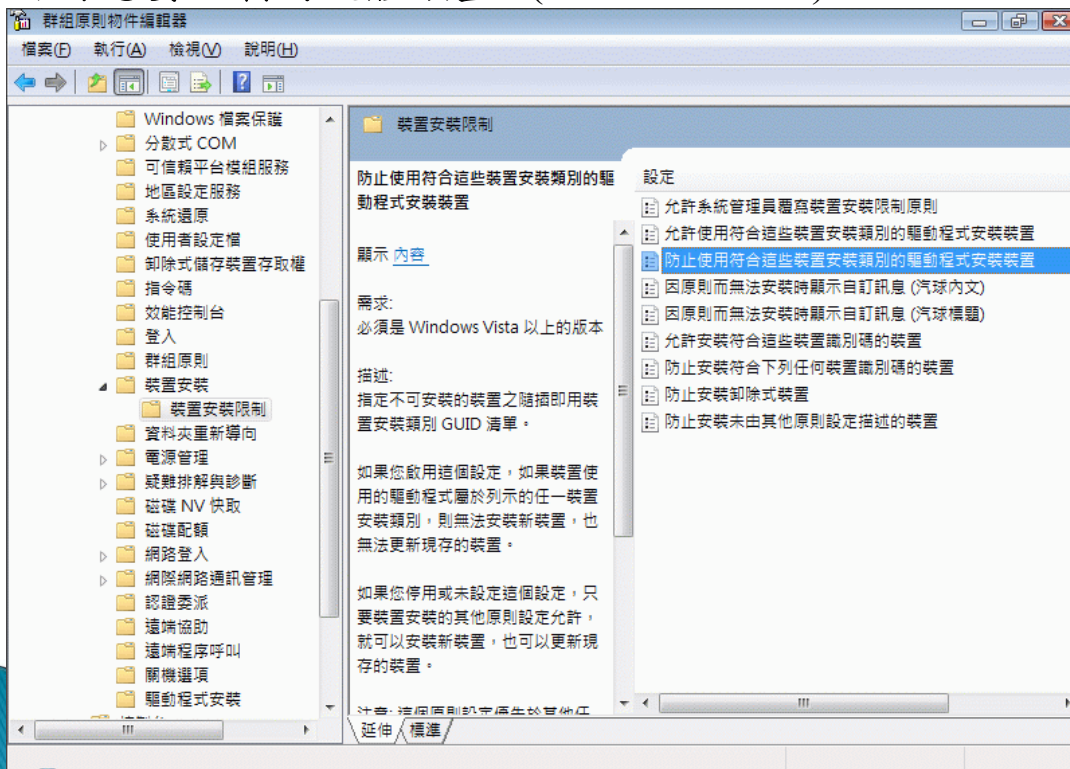 群組原則物件編輯器
檔案(F) 執行(A) 檢視(V) 說明(H)
Windows 檔案保護
分散式 COM
可信賴平台模組服務
地區設定服務
系統還原
使用者設定檔
卸除式儲存裝置存取權
指令碼
效能控制台
登入
群組原則
裝置安裝
裝置安裝限制
資料夾重新導向
電源管理
疑難排解與診斷
磁碟 NV 快取
磁碟配額
網路登入
網際網路通訊管理
認證委派
遠端協助
遠端程序呼叫
關機選項
驅動程式安裝
裝置安裝限制
防止使用符合這些裝置安裝類別的驅
動程式安裝裝置
顯示 內容
需求:
必須是 Windows Vista 以上的版本
描述:
指定不可安裝的裝置之隨插即用裝
置安裝類別 GUID 清單。
如果您啟用這個設定，如果裝置使
用的驅動程式屬於列示的任一裝置
安裝類別，則無法安裝新裝置，也
無法更新現存的裝置。
如果您停用或未設定這個設定，只
要裝置安裝的其他原則設定允許，
就可以安裝新裝置，也可以更新現
存的裝置。
注意: 這個原則設定優先於其他任
設定
允許系統管理員覆寫裝置安裝限制原則
允許使用符合這些裝置安裝類別的驅動程式安裝裝置
防止使用符合這些裝置安裝類別的驅動程式安裝裝置
因原則而無法安裝時顯示自訂訊息 (汽球內文)
因原則而無法安裝時顯示自訂訊息 (汽球標題)
允許安裝符合這些裝置識別碼的裝置
防止安裝符合下列任何裝置識別碼的裝置
防止安裝卸除式裝置
防止安裝未由其他原則設定描述的裝置
延伸 標準